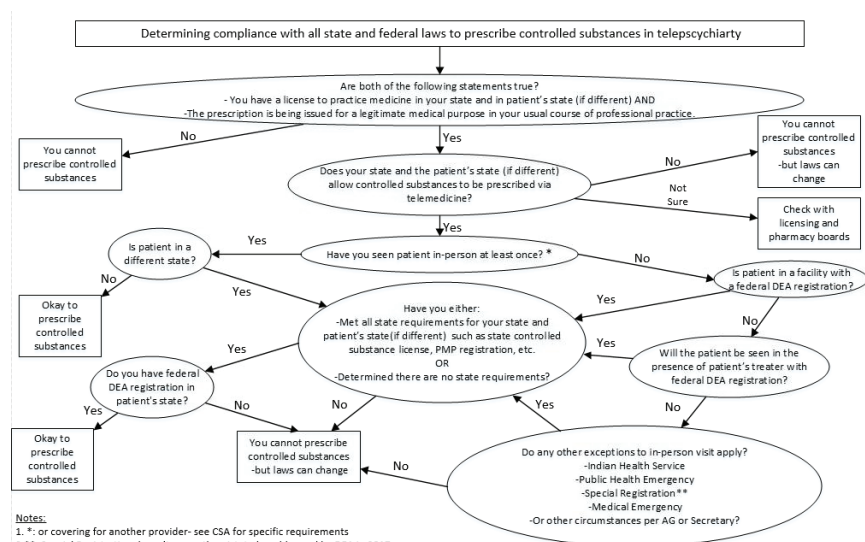 Determining compliance with all state and federal laws to prescribe controlled substances in telepsychiarty
Are both of the following statements true?
- You have a license to practice medicine in your state and in patient's state (if different) AND
-The prescription is being issued for a legitimate medical purpose in your usual course of professional practice.
No
Yes
You cannot
prescribe controlled
substances
You cannot
prescribe controlled
substances
-but laws can
change
Does your state and the patient's state (if different)
allow controlled substances to be prescribed via
telemedicine?
No
Not
Sure
Check with
licensing and
pharmacy boards
Yes
Is patient in a
different state?
Yes
Have you seen patient in-person at least once? *
No
Is patient in a facility with
a federal DEA registration?
No
Okay to
prescribe
controlled
substances
Yes
Have you either:
-Met all state requirements for your state and
patient's state(if different) such as state controlled
substance license, PMP registration, etc.
OR
-Determined there are no state requirements?
Yes
No
Yes
Will the patient be seen in the
presence of patient's treater with
federal DEA registration?
Yes
Do you have federal
DEA registration in
patient's state?
Yes
No
No
Okay to
prescribe
controlled
substances
You cannot prescribe
controlled substances
-but laws can change
Yes
No
No
Do any other exceptions to in-person visit apply?
-Indian Health Service
-Public Health Emergency
-Special Registration**
-Medical Emergency
-Or other circumstances per AG or Secretary?
Notes:
1. *: or covering for another provider- see CSA for specific requirements